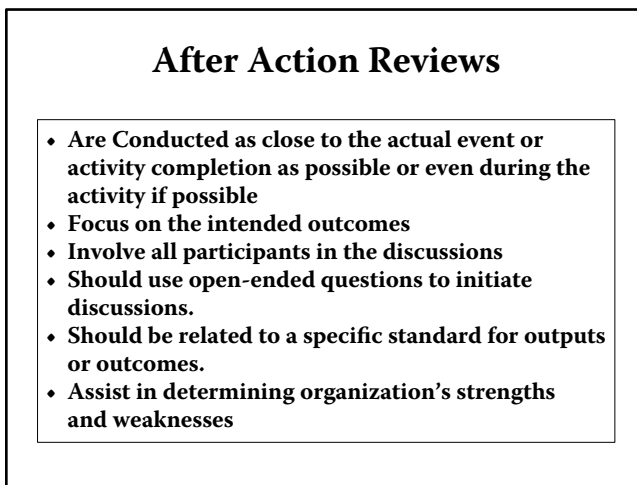 After Action Reviews
• Are Conducted as close to the actual event or
activity completion as possible or even during the
activity if possible
• Focus on the intended outcomes
• Involve all participants in the discussions
• Should use open-ended questions to initiate
discussions.
• Should be related to a specific standard for outputs
or outcomes.
• Assist in determining organization’s strengths
and weaknesses